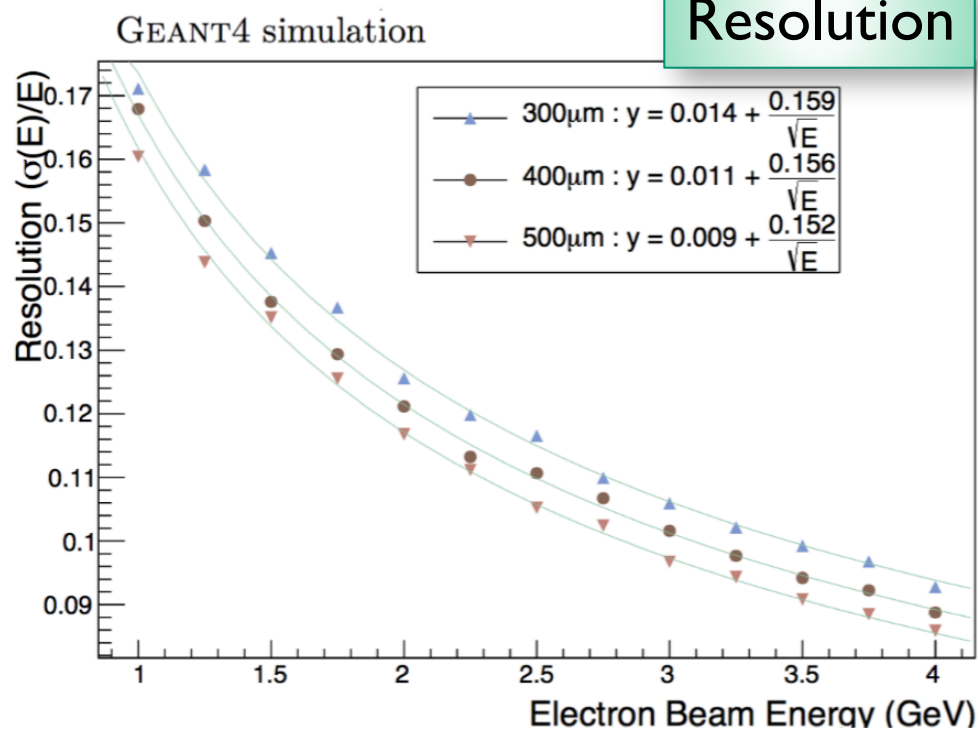 GEANT4 simulation
Resolution
Resolution (σ(E)/E)
0.17
0.16
0.15
0.14
0.13
0.12
0.11
0.1
0.09
300μm : y = 0.014 + 0.159/√E
400μm : y = 0.011 + 0.156/√E
500μm : y = 0.009 + 0.152/√E
1 1.5 2 2.5 3 3.5 4
Electron Beam Energy (GeV)